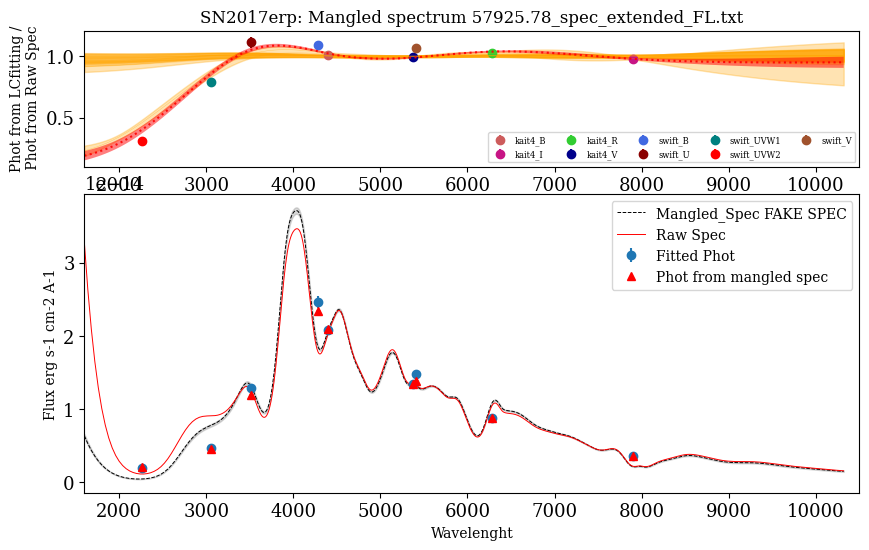 SN2017erp: Mangled spectrum 57925.78_spec_extended_FL.txt
Phot from LCfitting /
Phot from Raw Spec
1.0
0.5
kait4_B kait4_R swift_B swift_UVW1 swift_V
kait4_I kait4_V swift_U swift_UVW2
2000 3000 4000 5000 6000 7000 8000 9000 10000
1e−14
Flux erg s-1 cm-2 A-1
3
2
1
0
Mangled_Spec FAKE SPEC
Raw Spec
Fitted Phot
Phot from mangled spec
2000 3000 4000 5000 6000 7000 8000 9000 10000
Wavelenght